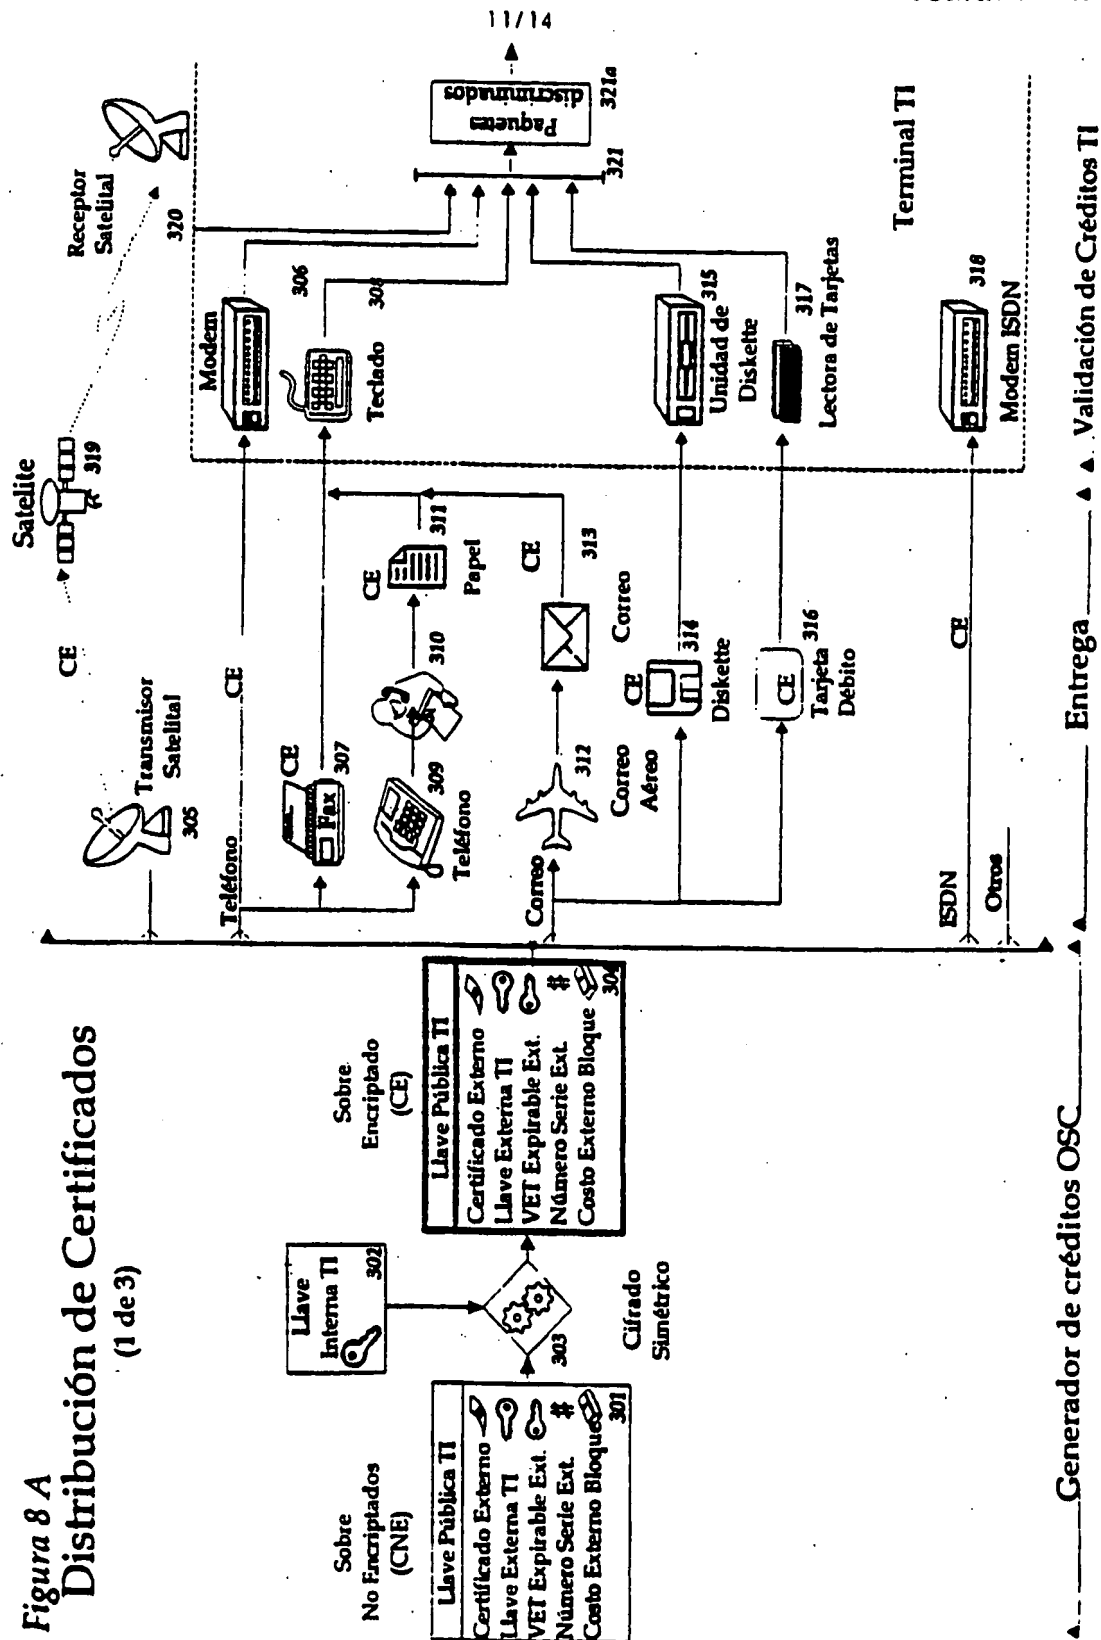 11/14
Figura 8 A
Distribución de Certificados
(1 de 3)
Sobre
No Encriptados
(CNE)
Llave Pública TI
Certificado Externo
Llave Externa TI
VET Expirable Ext.
Número Serie Ext. #
Costo Externo Bloque
301
Llave
Interna TI
302
303
Cifrado
Simétrico
Sobre
Encriptado
(CE)
Llave Pública TI
Certificado Externo
Llave Externa TI
VET Expirable Ext.
Número Serie Ext. #
Costo Externo Bloque
304
Transmisor
Satelital
305
CE
Satelite
319
Receptor
Satelital
320
Teléfono
CE
Modem
306
Fax
CE
307
Teclado
308
Teléfono
309
310
CE
Papel
311
Correo
312
Correo
Aéreo
Correo
CE
313
CE
Diskette
314
Unidad de
Diskette
315
CE
316
Tarjeta
Débito
317
Lectora de Tarjetas
ISDN
CE
318
Modem ISDN
Otros
321
Paquetes
discriminados
321a
Terminal TI
Generador de créditos OSC
Entrega
Validación de Créditos TI